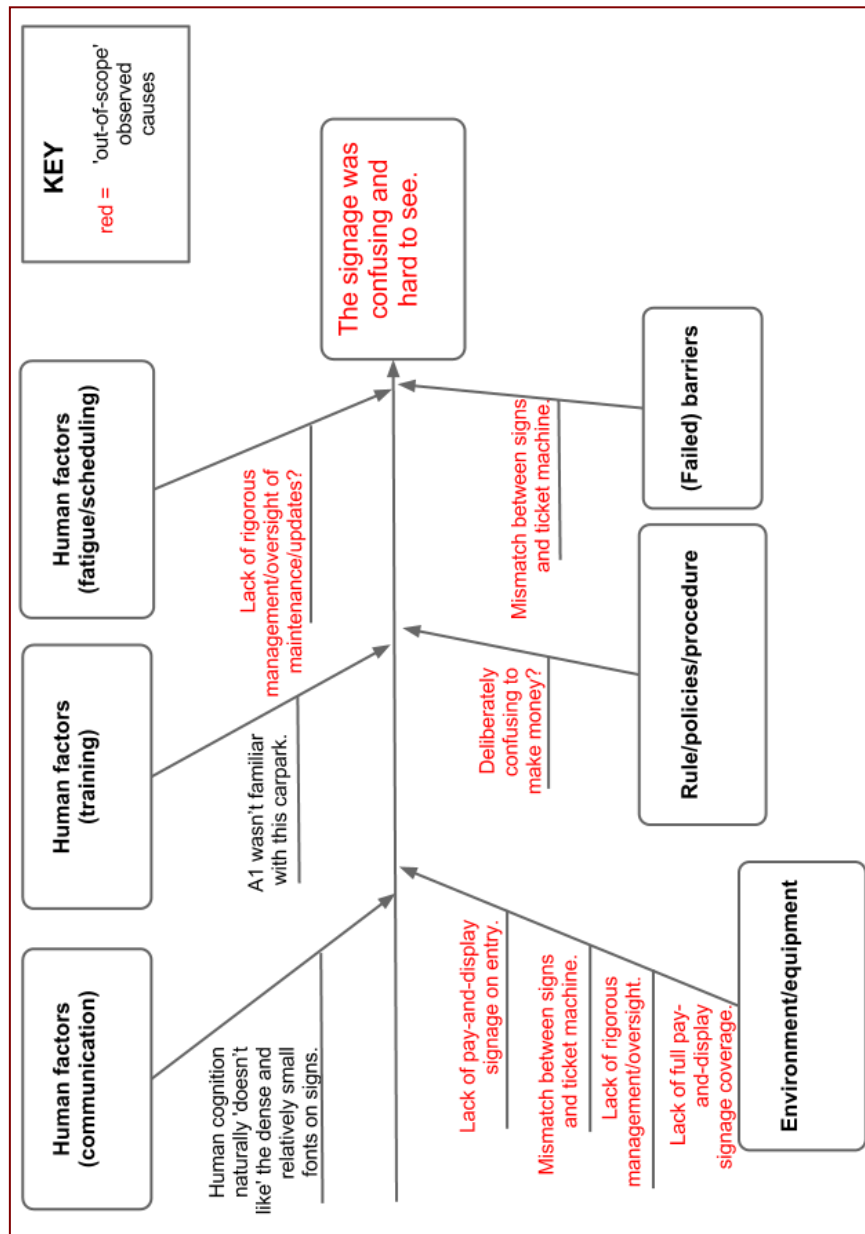 KEY
red = 'out-of-scope'
observed
causes
Human factors
(communication)
Human factors
(training)
Human factors
(fatigue/scheduling)
Human cognition
naturally 'doesn't
like' the dense and
relatively small
fonts on signs.
A1 wasn't familiar
with this carpark.
Lack of rigorous
management/oversight of
maintenance/updates?
The signage was
confusing and
hard to see.
Lack of pay-and-display
signage on entry.
Mismatch between signs
and ticket machine.
Lack of rigorous
management/oversight.
Lack of full pay-
and-display
signage coverage.
Deliberately
confusing to
make money?
Mismatch between signs
and ticket machine.
Environment/equipment
Rule/policies/procedure
(Failed) barriers